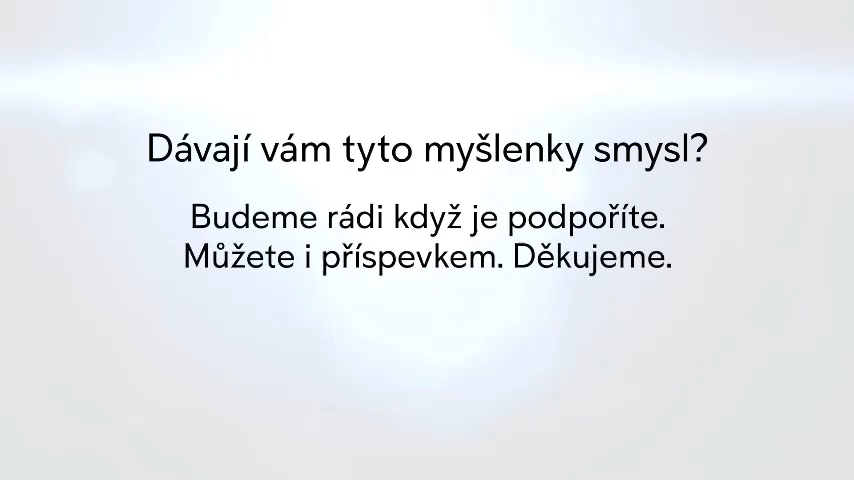 Dávají vám tyto myšlenky smysl?
Budeme rádi když je podpoříte.
Můžete i příspevkem. Děkujeme.